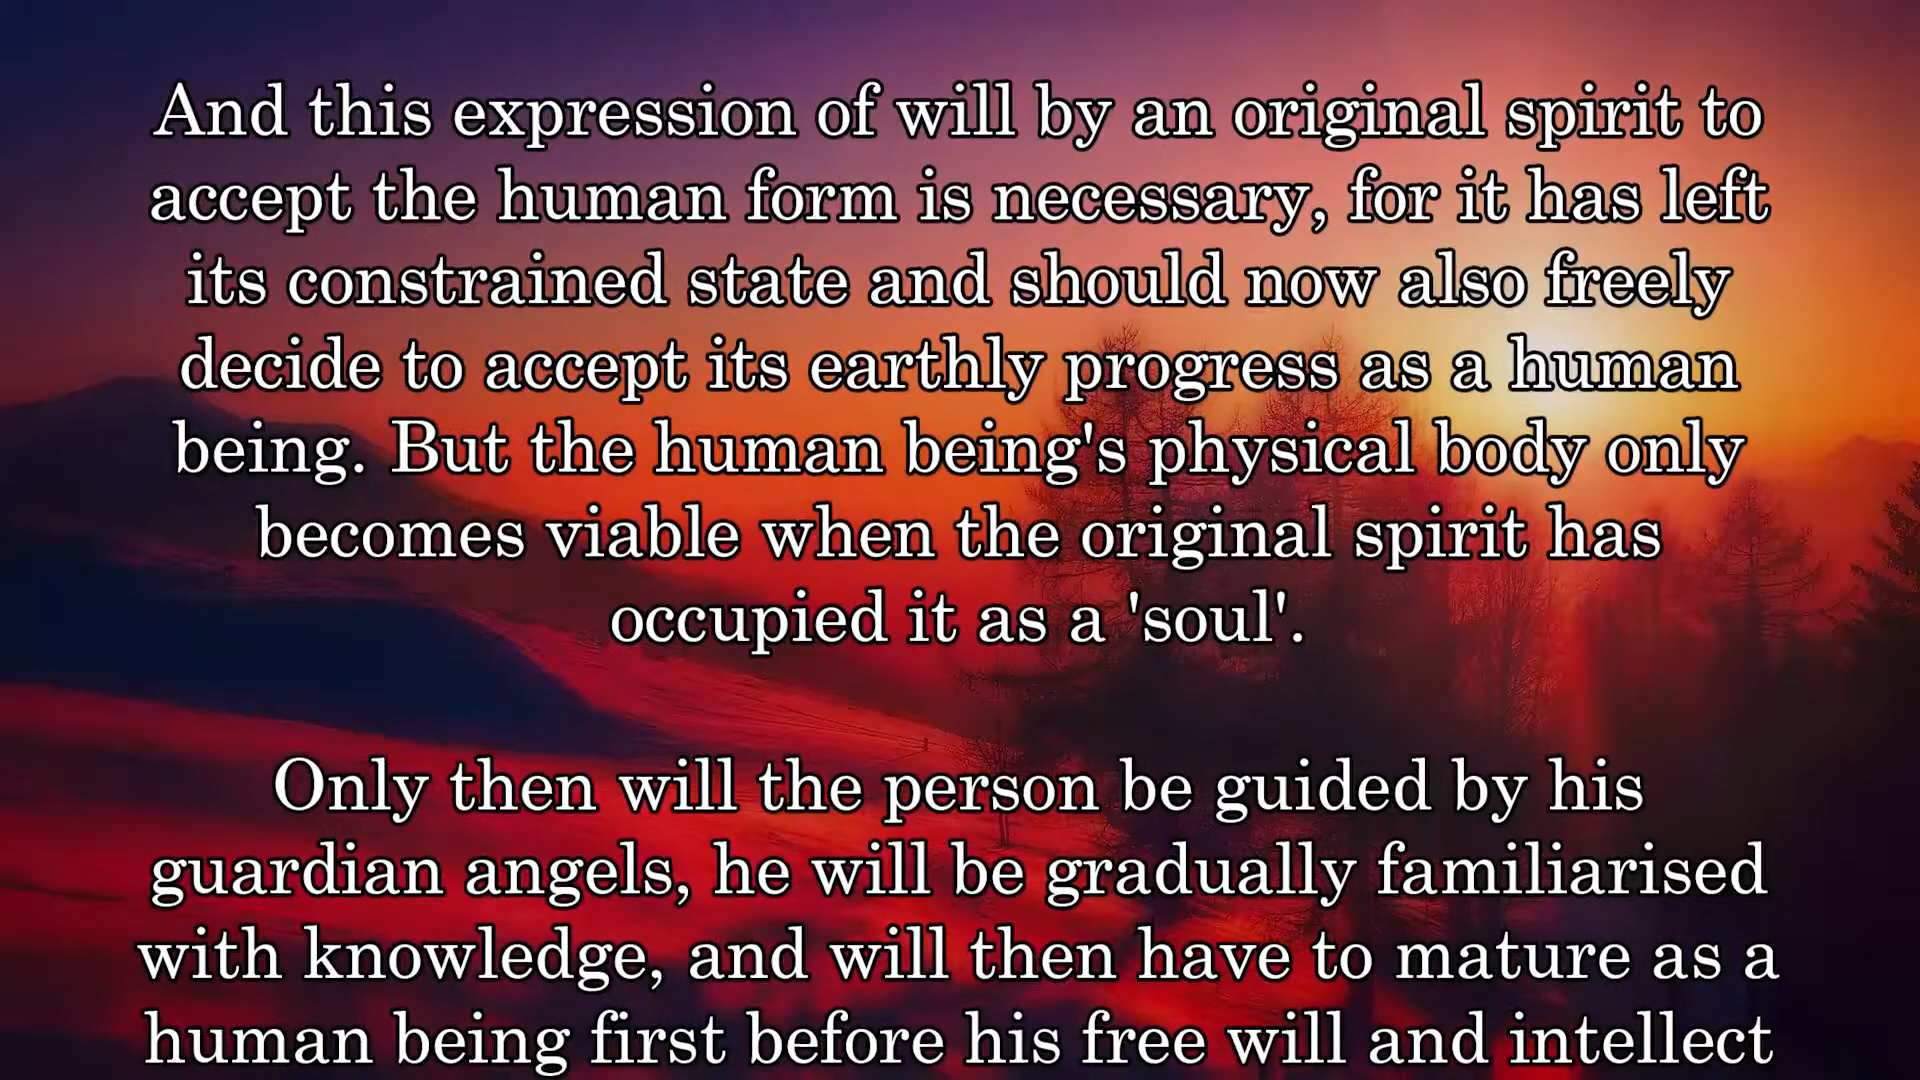 And this expression of will by an original spirit to
accept the human form is necessary, for it has left
its constrained state and should now also freely
decide to accept its earthly progress as a human
being. But the human being's physical body only
becomes viable when the original spirit has
occupied it as a 'soul'.
Only then will the person be guided by his
guardian angels, he will be gradually familiarised
with knowledge, and will then have to mature as a
human being first before his free will and intellect